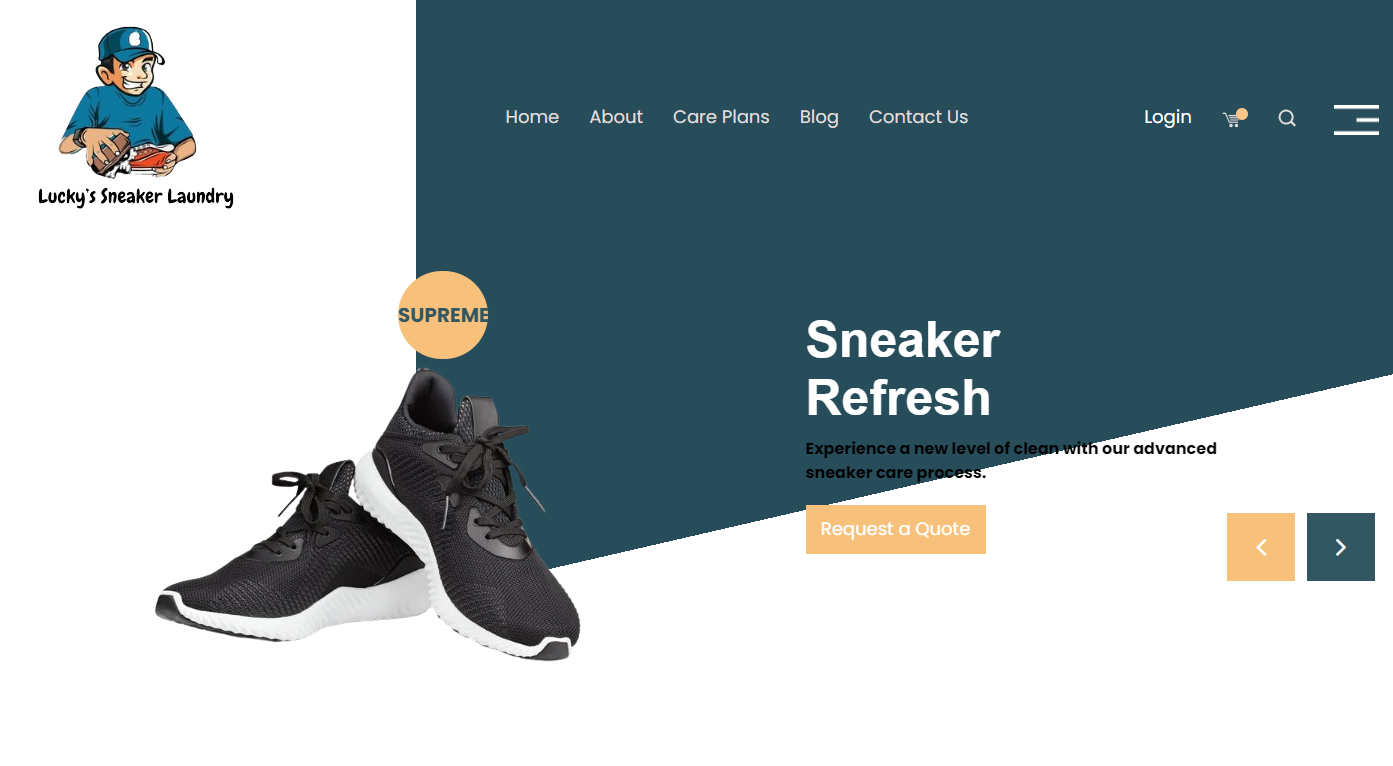 Home About Care Plans Blog Contact Us Login
Lucky's Sneaker Laundry
SUPREME
Sneaker
Refresh
Experience a new level of clean with our advanced
sneaker care process.
Request a Quote